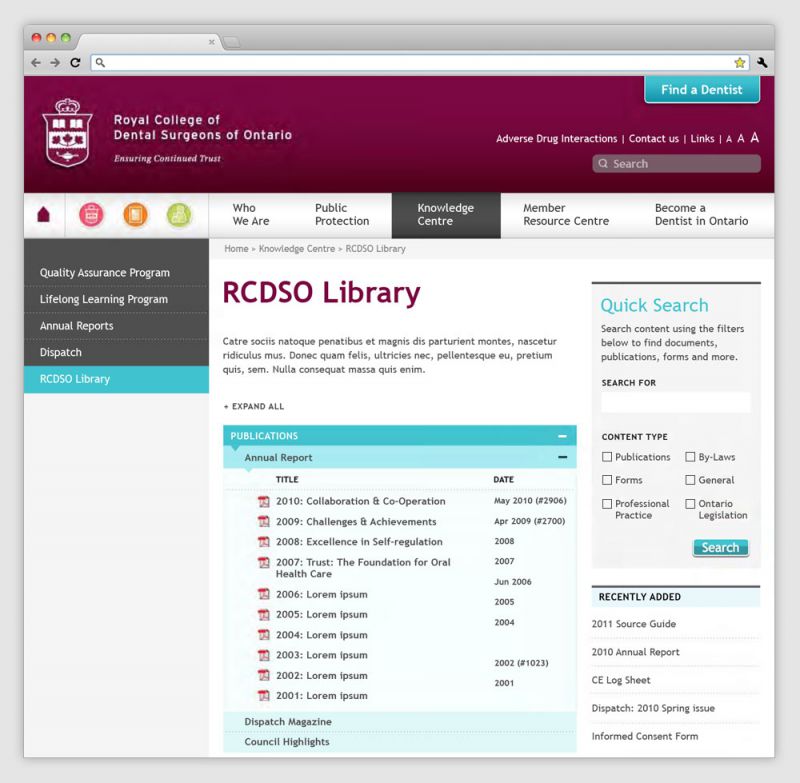 Find a Dentist
Royal College of
Dental Surgeons of Ontario
Ensuring Continued Trust
Adverse Drug Interactions | Contact us | Links | A A A
Search
Who
We Are
Public
Protection
Knowledge
Centre
Member
Resource Centre
Become a
Dentist in Ontario
Home > Knowledge Centre > RCDSO Library
Quality Assurance Program
Lifelong Learning Program
Annual Reports
Dispatch
RCDSO Library
RCDSO Library
Catre sociis natoque penatibus et magnis dis parturient montes, nascetur
ridiculus mus. Donec quam felis, ultricies nec, pellentesque eu, pretium
quis, sem. Nulla consequat massa quis enim.
+ EXPAND ALL
PUBLICATIONS
Annual Report
TITLE DATE
2010: Collaboration & Co-Operation May 2010 (#2906)
2009: Challenges & Achievements Apr 2009 (#2700)
2008: Excellence in Self-regulation 2008
2007: Trust: The Foundation for Oral 2007
Health Care
Jun 2006
2006: Lorem ipsum
2005
2005: Lorem ipsum
2004
2004: Lorem ipsum
2003: Lorem ipsum
2002 (#1023)
2002: Lorem ipsum
2001
2001: Lorem ipsum
Dispatch Magazine
Council Highlights
Quick Search
Search content using the filters
below to find documents,
publications, forms and more.
SEARCH FOR
CONTENT TYPE
Publications By-Laws
Forms General
Professional Ontario
Practice Legislation
Search
RECENTLY ADDED
2011 Source Guide
2010 Annual Report
CE Log Sheet
Dispatch: 2010 Spring issue
Informed Consent Form